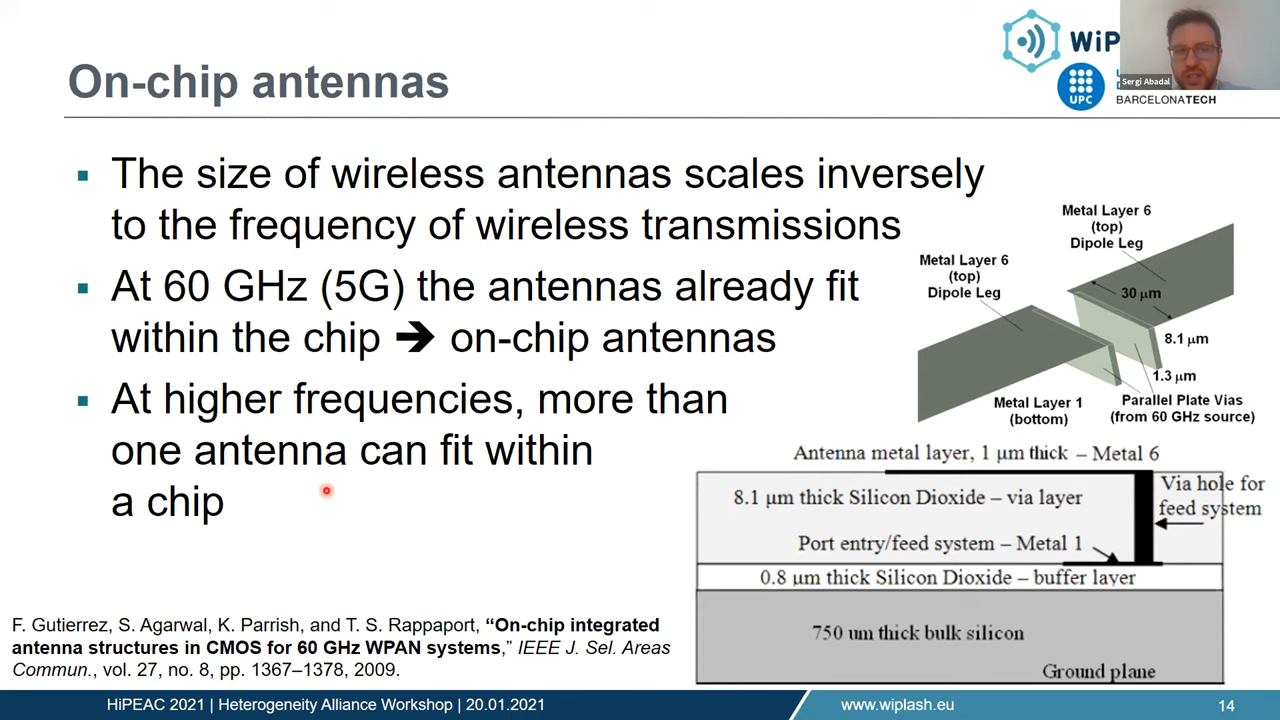 WiP
Sergi Abadal
UPC
BARCELONATECH
On-chip antennas
The size of wireless antennas scales inversely
to the frequency of wireless transmissions
At 60 GHz (5G) the antennas already fit
within the chip ➔ on-chip antennas
At higher frequencies, more than
one antenna can fit within
a chip
Metal Layer 6
(top)
Dipole Leg
Metal Layer 6
(top)
Dipole Leg
30 µm
8.1 µm
1.3 µm
Metal Layer 1
(bottom)
Parallel Plate Vias
(from 60 GHz source)
Antenna metal layer, 1 µm thick – Metal 6
8.1 µm thick Silicon Dioxide – via layer
Via hole for
feed system
Port entry/feed system – Metal 1
0.8 µm thick Silicon Dioxide – buffer layer
750 um thick bulk silicon
Ground plane
F. Gutierrez, S. Agarwal, K. Parrish, and T. S. Rappaport, “On-chip integrated
antenna structures in CMOS for 60 GHz WPAN systems,” IEEE J. Sel. Areas
Commun., vol. 27, no. 8, pp. 1367–1378, 2009.
HiPEAC 2021 | Heterogeneity Alliance Workshop | 20.01.2021
www.wiplash.eu
14